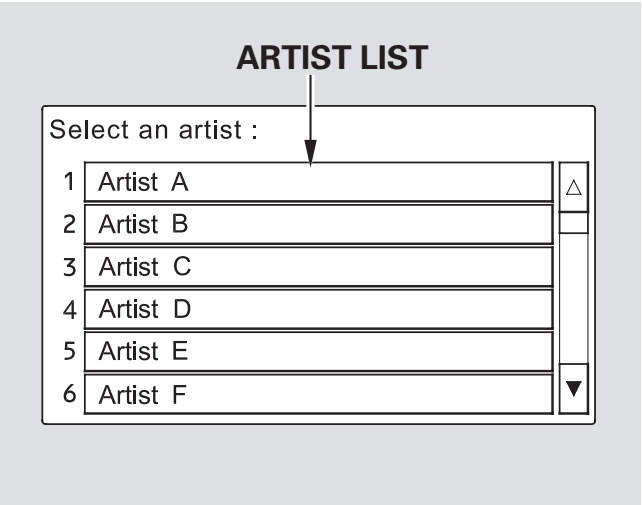 ARTIST LIST
Select an artist :
1 Artist A
2 Artist B
3 Artist C
4 Artist D
5 Artist E
6 Artist F